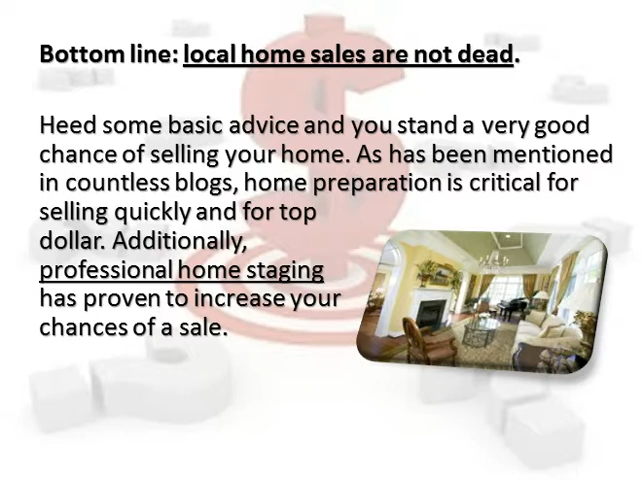 Bottom line: local home sales are not dead.
Heed some basic advice and you stand a very good
chance of selling your home. As has been mentioned
in countless blogs, home preparation is critical for
selling quickly and for top
dollar. Additionally,
professional home staging
has proven to increase your
chances of a sale.